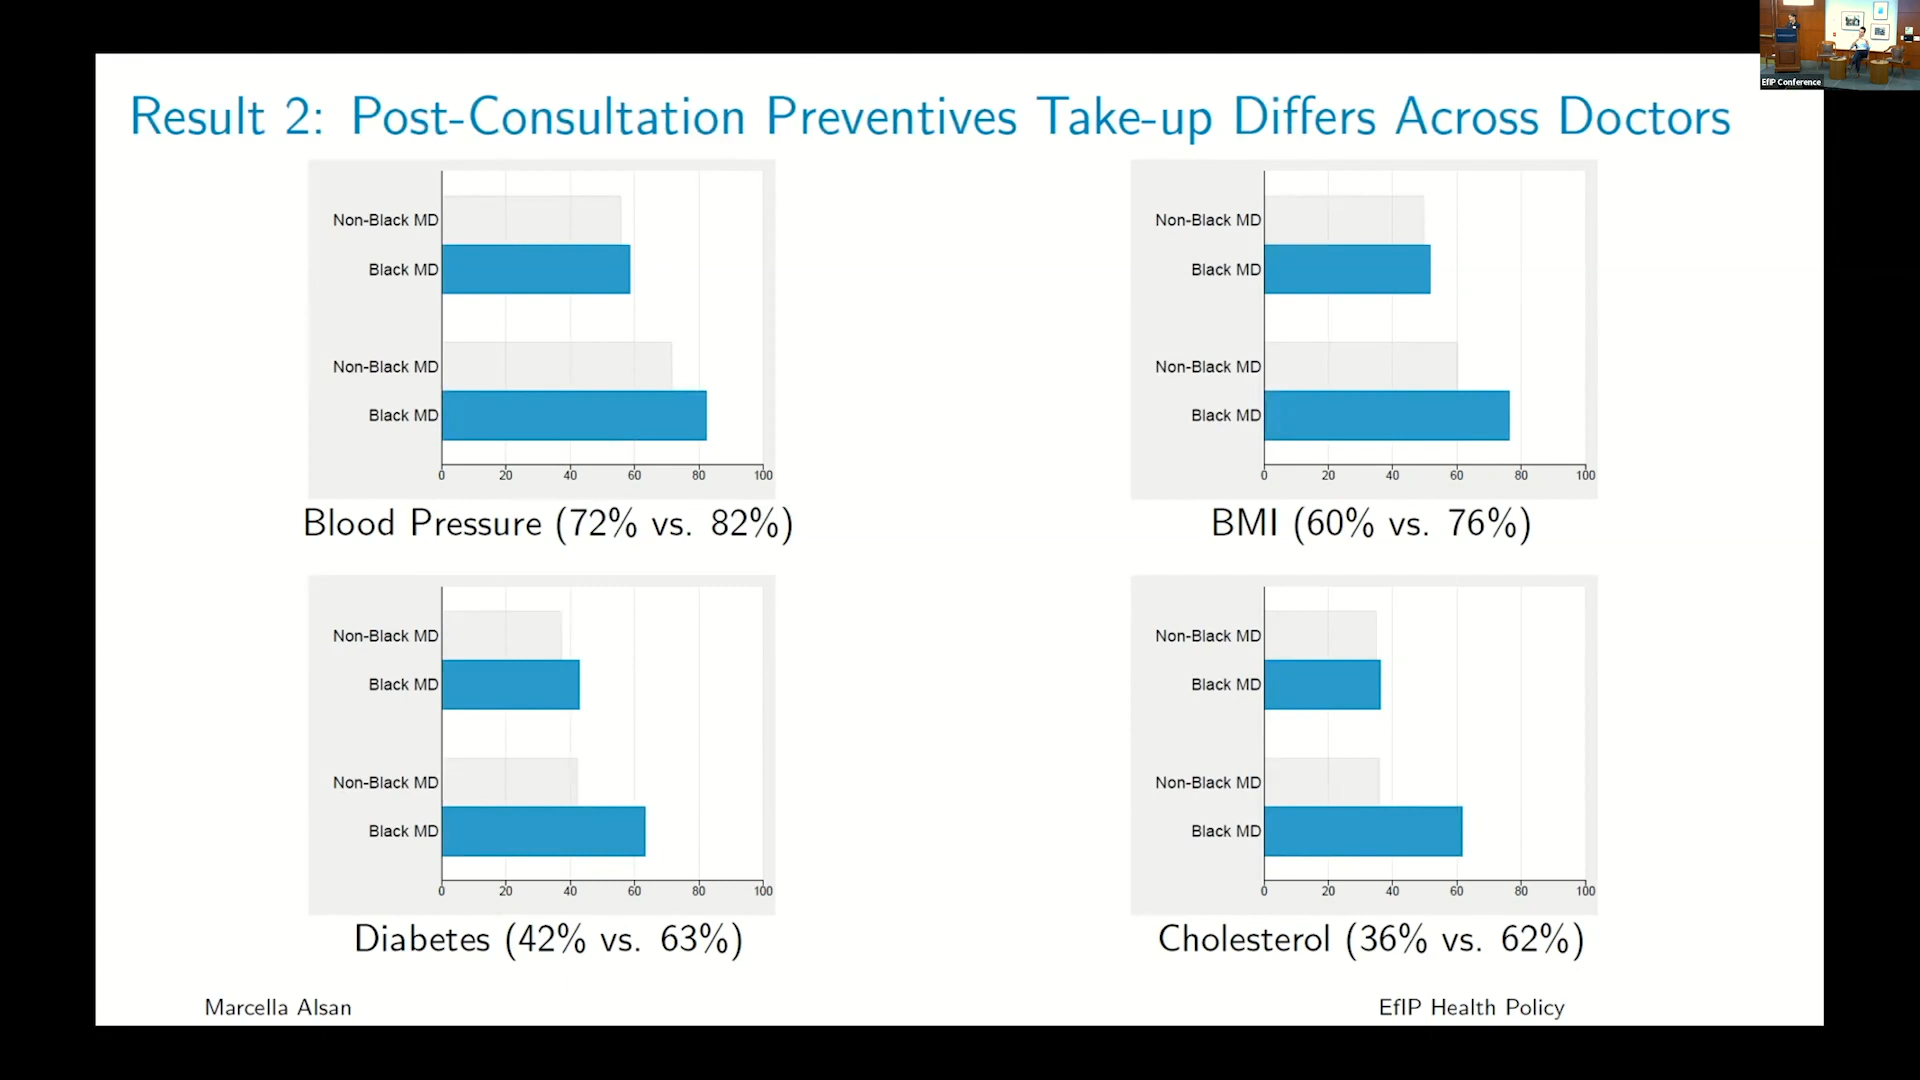 EfIP Conference
Result 2: Post-Consultation Preventives Take-up Differs Across Doctors
Non-Black MD
Black MD
Non-Black MD
Black MD
0 20 40 60 80 100
Blood Pressure (72% vs. 82%)
Non-Black MD
Black MD
Non-Black MD
Black MD
0 20 40 60 80 100
BMI (60% vs. 76%)
Non-Black MD
Black MD
Non-Black MD
Black MD
0 20 40 60 80 100
Diabetes (42% vs. 63%)
Non-Black MD
Black MD
Non-Black MD
Black MD
0 20 40 60 80 100
Cholesterol (36% vs. 62%)
Marcella Alsan
EfIP Health Policy